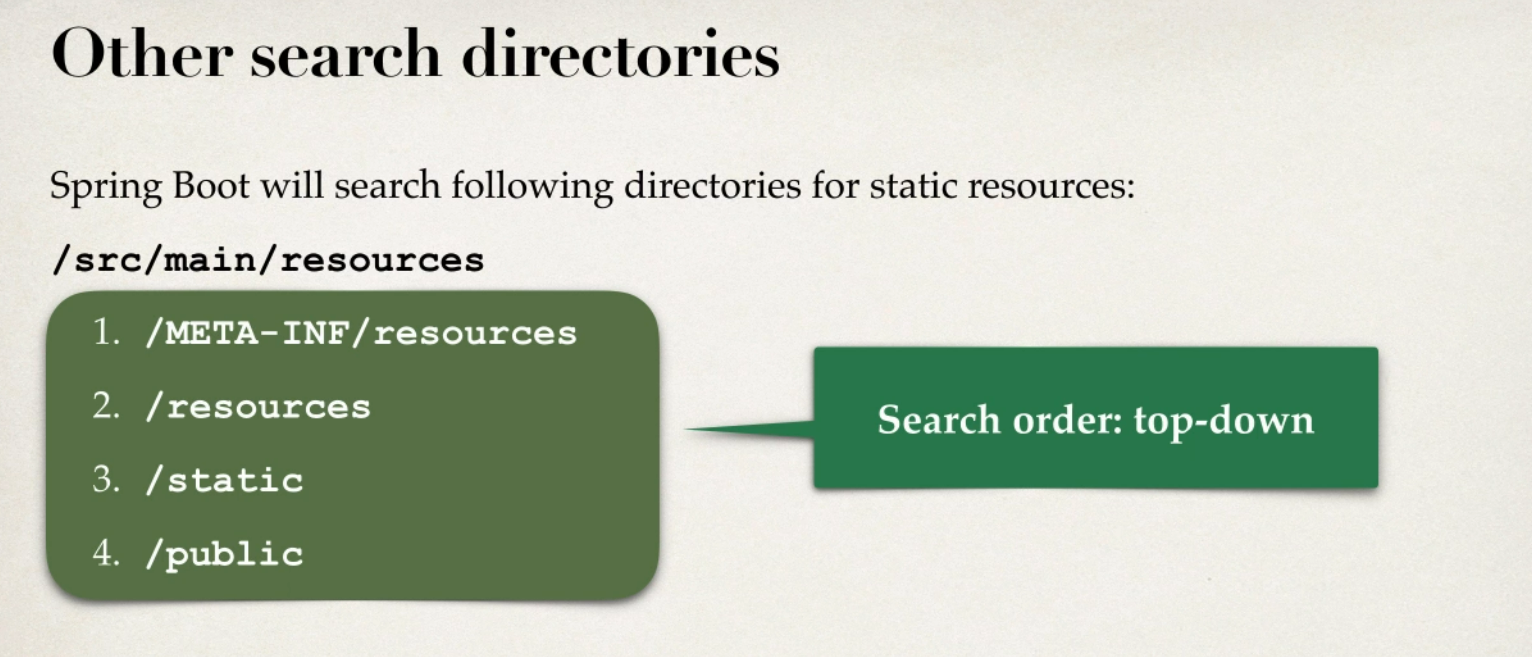 Other search directories
Spring Boot will search following directories for static resources:
/src/main/resources
1. /META-INF/resources
2. /resources
3. /static
4. /public
Search order: top-down